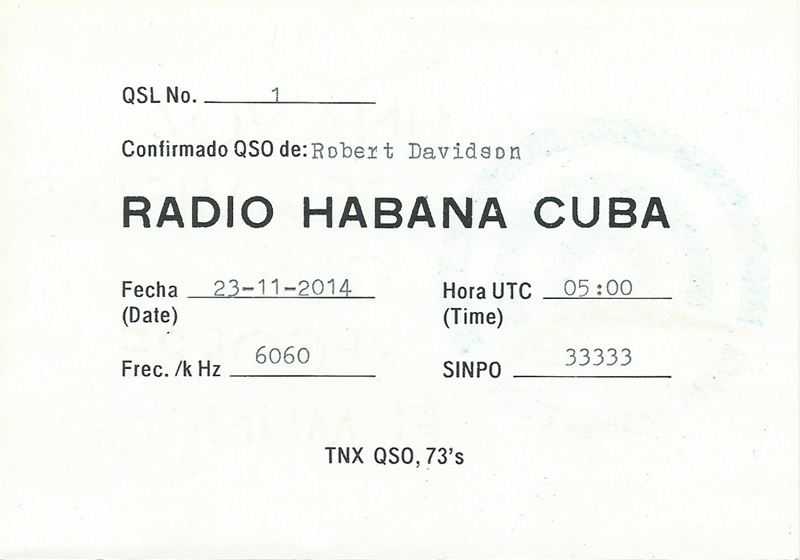 QSL No. 1
Confirmado QSO de: Robert Davidson
RADIO HABANA CUBA
Fecha 23-11-2014 Hora UTC 05:00
(Date) (Time)
Frec. /k Hz 6060 SINPO 33333
TNX QSO, 73's